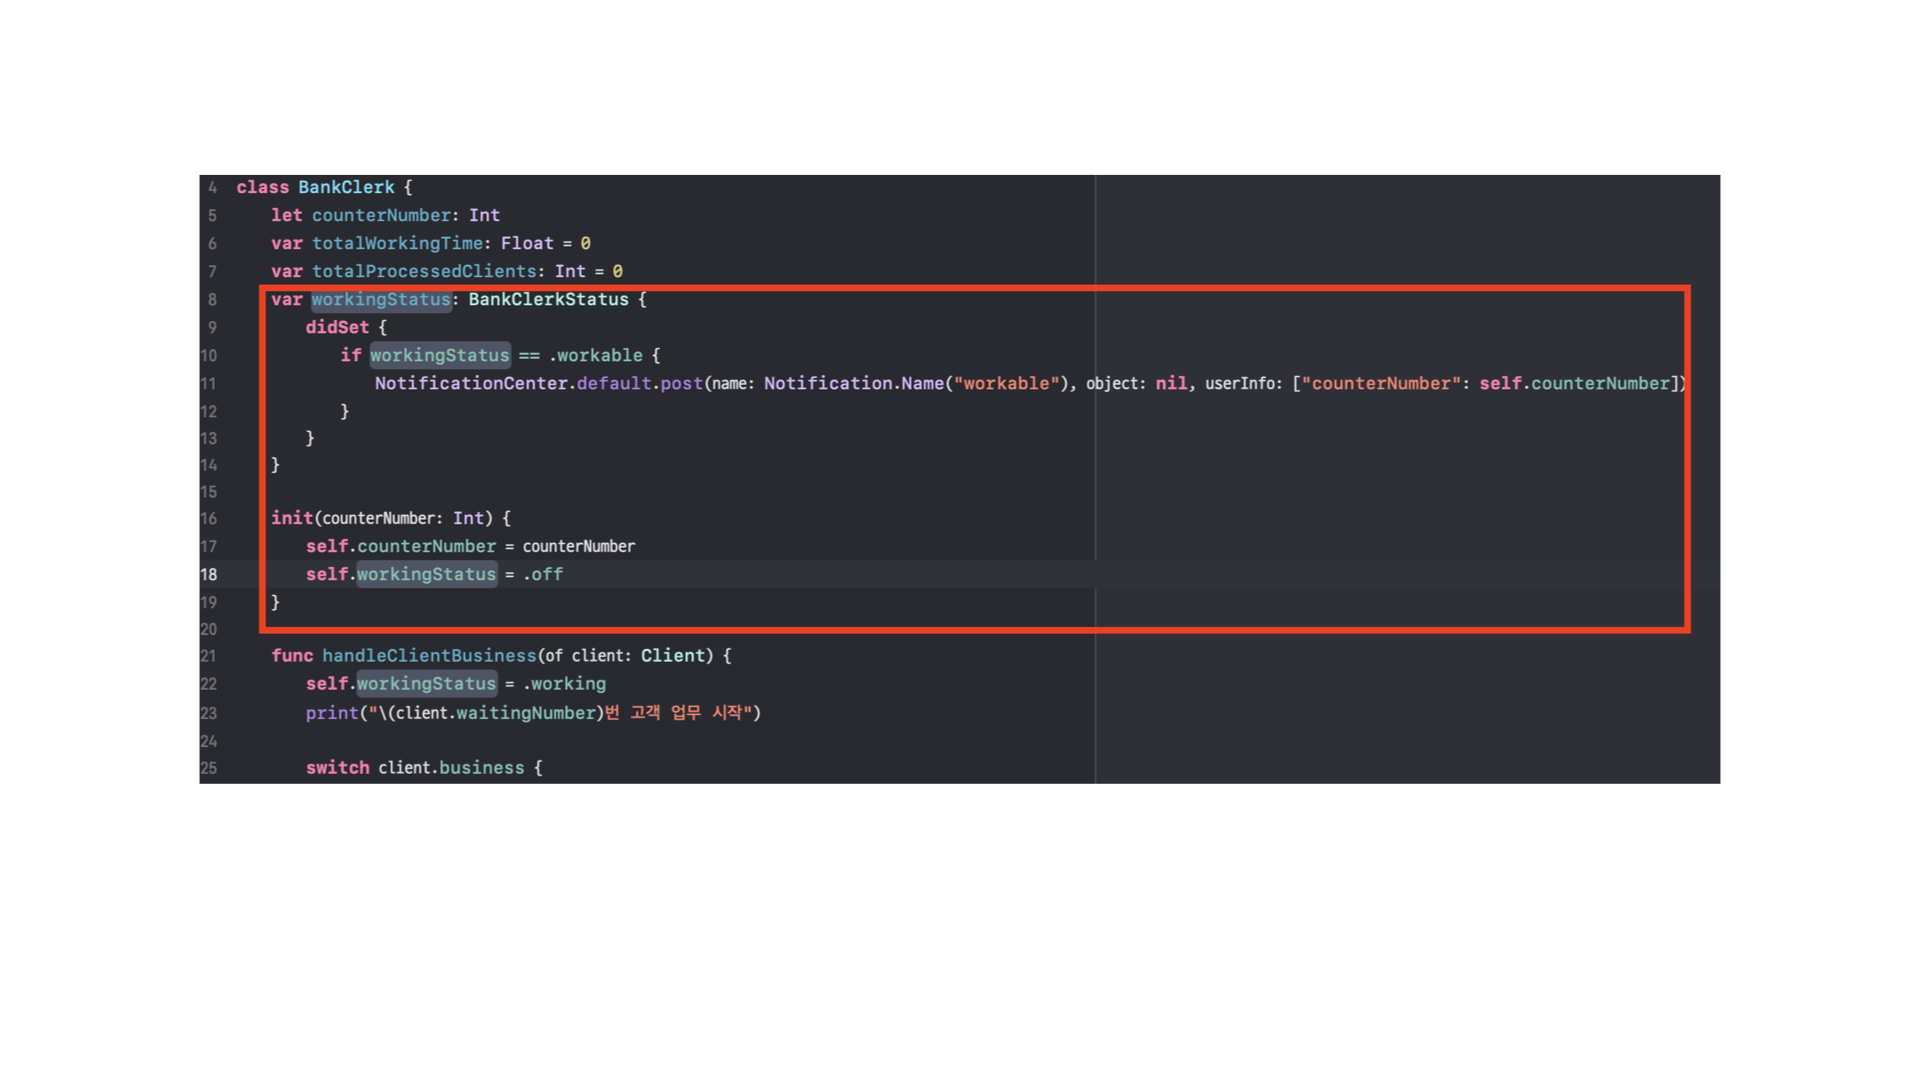 4 class BankClerk {
5 let counterNumber: Int
6 var totalWorkingTime: Float = 0
7 var totalProcessedClients: Int = 0
8 var workingStatus: BankClerkStatus {
9 didSet {
10 if workingStatus == .workable {
11 NotificationCenter.default.post(name: Notification.Name("workable"), object: nil, userInfo: ["counterNumber": self.counterNumber])
12 }
13 }
14 }
15
16 init(counterNumber: Int) {
17 self.counterNumber = counterNumber
18 self.workingStatus = .off
19 }
20
21 func handleClientBusiness(of client: Client) {
22 self.workingStatus = .working
23 print("\(client.waitingNumber)번 고객 업무 시작")
24
25 switch client.business {